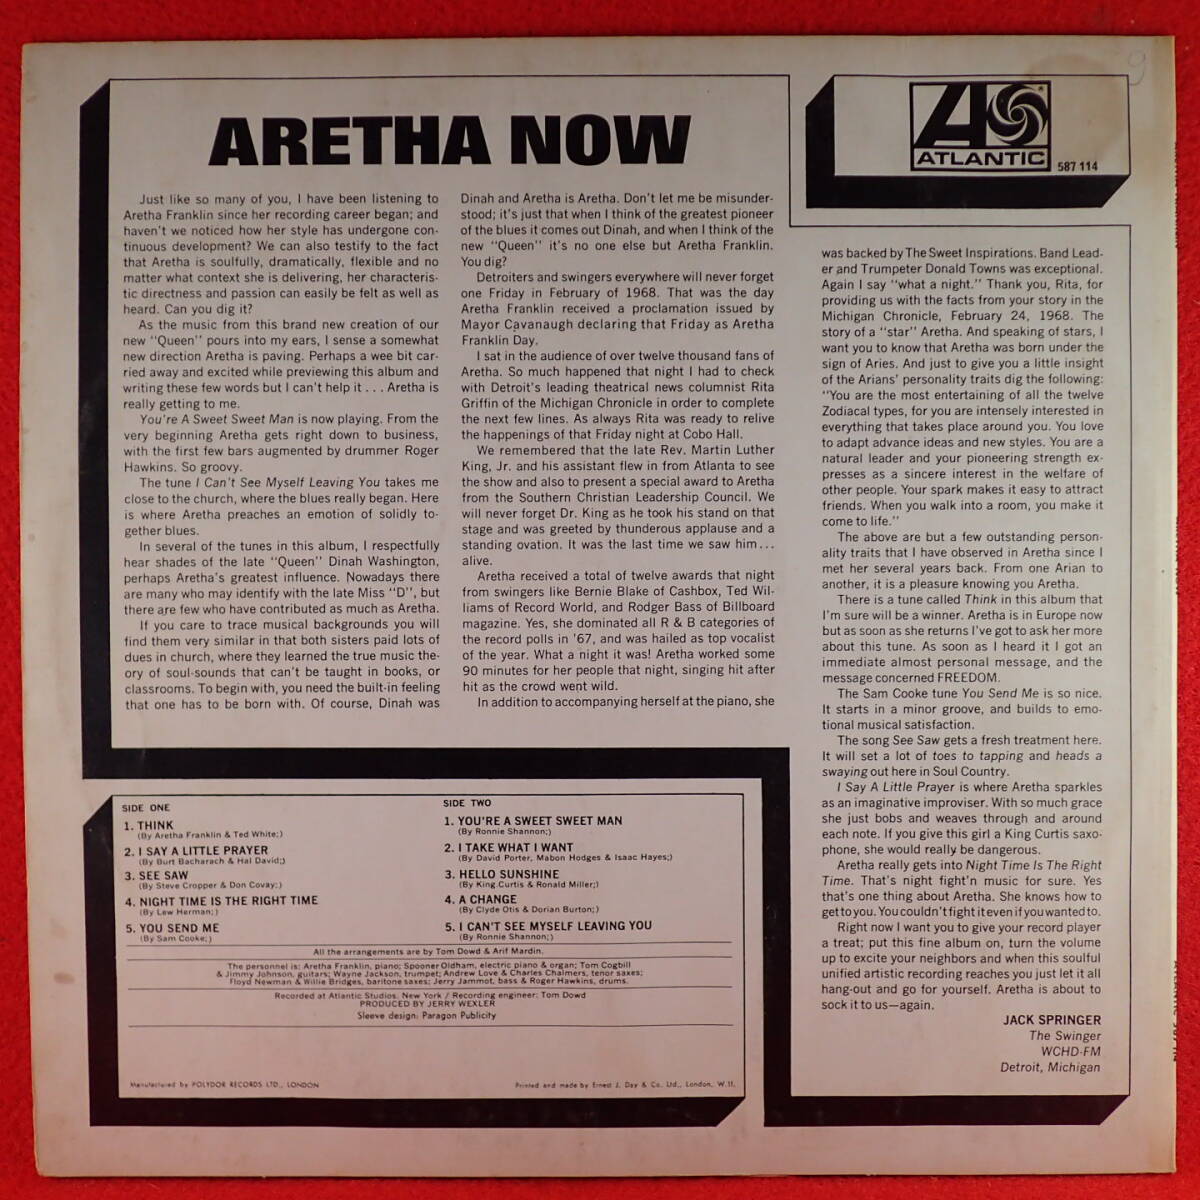 ARETHA NOW
Just like so many of you, I have been listening to
Aretha Franklin since her recording career began; and
haven't we noticed how her style has undergone con-
tinuous development? We can also testify to the fact
that Aretha is soulfully, dramatically, flexible and no
matter what context she is delivering, her characteris-
tic directness and passion can easily be felt as well as
heard. Can you dig it?
As the music from this brand new creation of our
new "Queen" pours into my ears, I sense a somewhat
new direction Aretha is paving. Perhaps a wee bit car-
ried away and excited while previewing this album and
writing these few words but I can't help it... Aretha is
really getting to me.
You're A Sweet Sweet Man is now playing. From the
very beginning Aretha gets right down to business,
with the first few bars augmented by drummer Roger
Hawkins. So groovy.
The tune I Can't See Myself Leaving You takes me
close to the church, where the blues really began. Here
is where Aretha preaches an emotion of solidly to-
gether blues.
In several of the tunes in this album, I respectfully
hear shades of the late "Queen" Dinah Washington,
perhaps Aretha's greatest influence. Nowadays there
are many who may identify with the late Miss "D", but
there are few who have contributed as much as Aretha.
If you care to trace musical backgrounds you will
find them very similar in that both sisters paid lots of
dues in church, where they learned the true music the-
ory of soul-sounds that can't be taught in books, or
classrooms. To begin with, you need the built-in feeling
that one has to be born with. Of course, Dinah was
Dinah and Aretha is Aretha. Don't let me be misunder-
stood; it's just that when I think of the greatest pioneer
of the blues it comes out Dinah, and when I think of the
new "Queen" it's no one else but Aretha Franklin.
You dig?
Detroiters and swingers everywhere will never forget
one Friday in February of 1968. That was the day
Aretha Franklin received a proclamation issued by
Mayor Cavanaugh declaring that Friday as Aretha
Franklin Day.
I sat in the audience of over twelve thousand fans of
Aretha. So much happened that night I had to check
with Detroit's leading theatrical news columnist Rita
Griffin of the Michigan Chronicle in order to complete
the next few lines. As always Rita was ready to relive
the happenings of that Friday night at Cobo Hall.
We remembered that the late Rev. Martin Luther
King, Jr. and his assistant flew in from Atlanta to see
the show and also to present a special award to Aretha
from the Southern Christian Leadership Council. We
will never forget Dr. King as he took his stand on that
stage and was greeted by thunderous applause and a
standing ovation. It was the last time we saw him...
alive.
Aretha received a total of twelve awards that night
from swingers like Bernie Blake of Cashbox, Ted Wil-
liams of Record World, and Rodger Bass of Billboard
magazine. Yes, she dominated all R & B categories of
the record polls in '67, and was hailed as top vocalist
of the year. What a night it was! Aretha worked some
90 minutes for her people that night, singing hit after
hit as the crowd went wild.
In addition to accompanying herself at the piano, she
ATLANTIC
587 114
9
was backed by The Sweet Inspirations. Band Lead-
er and Trumpeter Donald Towns was exceptional.
Again I say "what a night." Thank you, Rita, for
providing us with the facts from your story in the
Michigan Chronicle, February 24, 1968. The
story of a "star" Aretha. And speaking of stars, I
want you to know that Aretha was born under the
sign of Aries. And just to give you a little insight
of the Arians' personality traits dig the following:
"You are the most entertaining of all the twelve
Zodiacal types, for you are intensely interested in
everything that takes place around you. You love
to adapt advance ideas and new styles. You are a
natural leader and your pioneering strength ex-
presses as a sincere interest in the welfare of
other people. Your spark makes it easy to attract
friends. When you walk into a room, you make it
come to life."
The above are but a few outstanding person-
ality traits that I have observed in Aretha since I
met her several years back. From one Arian to
another, it is a pleasure knowing you Aretha.
There is a tune called Think in this album that
I'm sure will be a winner. Aretha is in Europe now
but as soon as she returns I've got to ask her more
about this tune. As soon as I heard it I got an
immediate almost personal message, and the
message concerned FREEDOM.
The Sam Cooke tune You Send Me is so nice.
It starts in a minor groove, and builds to emo-
tional musical satisfaction.
The song See Saw gets a fresh treatment here.
It will set a lot of toes to tapping and heads a
swaying out here in Soul Country.
I Say A Little Prayer is where Aretha sparkles
as an imaginative improviser. With so much grace
she just bobs and weaves through and around
each note. If you give this girl a King Curtis saxo-
phone, she would really be dangerous.
Aretha really gets into Night Time Is The Right
Time. That's night fight'n music for sure. Yes
that's one thing about Aretha. She knows how to
get to you. You couldn't fight it even if you wanted to.
Right now I want you to give your record player
a treat; put this fine album on, turn the volume
up to excite your neighbors and when this soulful
unified artistic recording reaches you just let it all
hang-out and go for yourself. Aretha is about to
sock it to us—again.
JACK SPRINGER
The Swinger
WCHD-FM
Detroit, Michigan
SIDE ONE
1. THINK
(By Aretha Franklin & Ted White;)
2. I SAY A LITTLE PRAYER
(By Burt Bacharach & Hal David;)
3. SEE SAW
(By Steve Cropper & Don Covay;)
4. NIGHT TIME IS THE RIGHT TIME
(By Lew Herman;)
5. YOU SEND ME
(By Sam Cooke;)
SIDE TWO
1. YOU'RE A SWEET SWEET MAN
(By Ronnie Shannon;)
2. I TAKE WHAT I WANT
(By David Porter, Mabon Hodges & Isaac Hayes;)
3. HELLO SUNSHINE
(By King Curtis & Ronald Miller;)
4. A CHANGE
(By Clyde Otis & Dorian Burton;)
5. I CAN'T SEE MYSELF LEAVING YOU
(By Ronnie Shannon;)
All the arrangements are by Tom Dowd & Arif Mardin.
The personnel is: Aretha Franklin, piano; Spooner Oldham, electric piano & organ; Tom Cogbill
& Jimmy Johnson, guitars; Wayne Jackson, trumpet; Andrew Love & Charles Chalmers, tenor saxes;
Floyd Newman & Willie Bridges, baritone saxes; Jerry Jammot, bass & Roger Hawkins, drums.
Recorded at Atlantic Studios, New York / Recording engineer: Tom Dowd
PRODUCED BY JERRY WEXLER
Sleeve design: Paragon Publicity
Manufactured by POLYDOR RECORDS LTD., LONDON
Printed and made by Ernest J. Day & Co. Ltd., London, W.11.